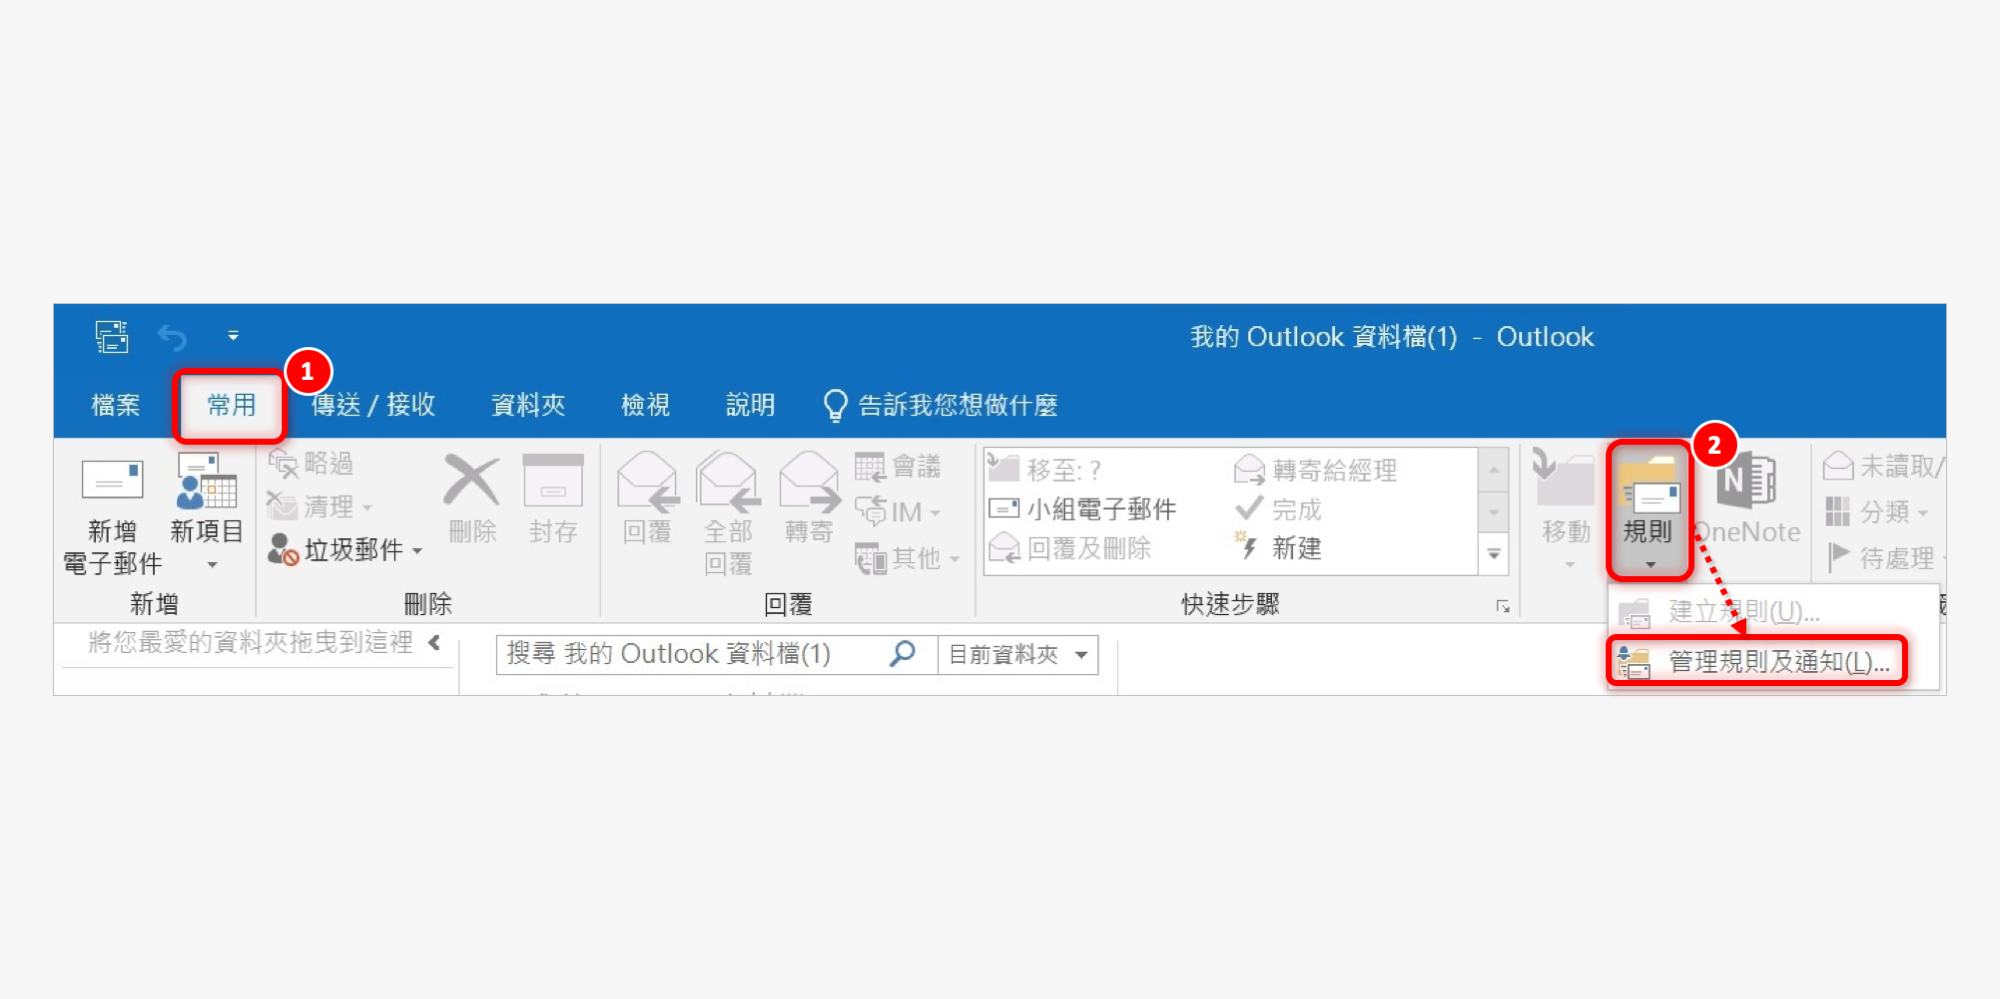 我的 Outlook 資料檔(1) - Outlook
1
檔案
常用
傳送 / 接收
資料夾
檢視
說明
告訴我您想做什麼
2
新增
電子郵件
新項目
新增
略過
清理
垃圾郵件
刪除
封存
刪除
回覆
全部
回覆
轉寄
會議
IM
其他
回覆
移至: ?
小組電子郵件
回覆及刪除
轉寄給經理
完成
新建
快速步驟
移動
規則
N
OneNote
未讀取/
分類
待處理
建立規則(U)...
管理規則及通知(L)...
將您最愛的資料夾拖曳到這裡
搜尋 我的 Outlook 資料檔(1)
目前資料夾